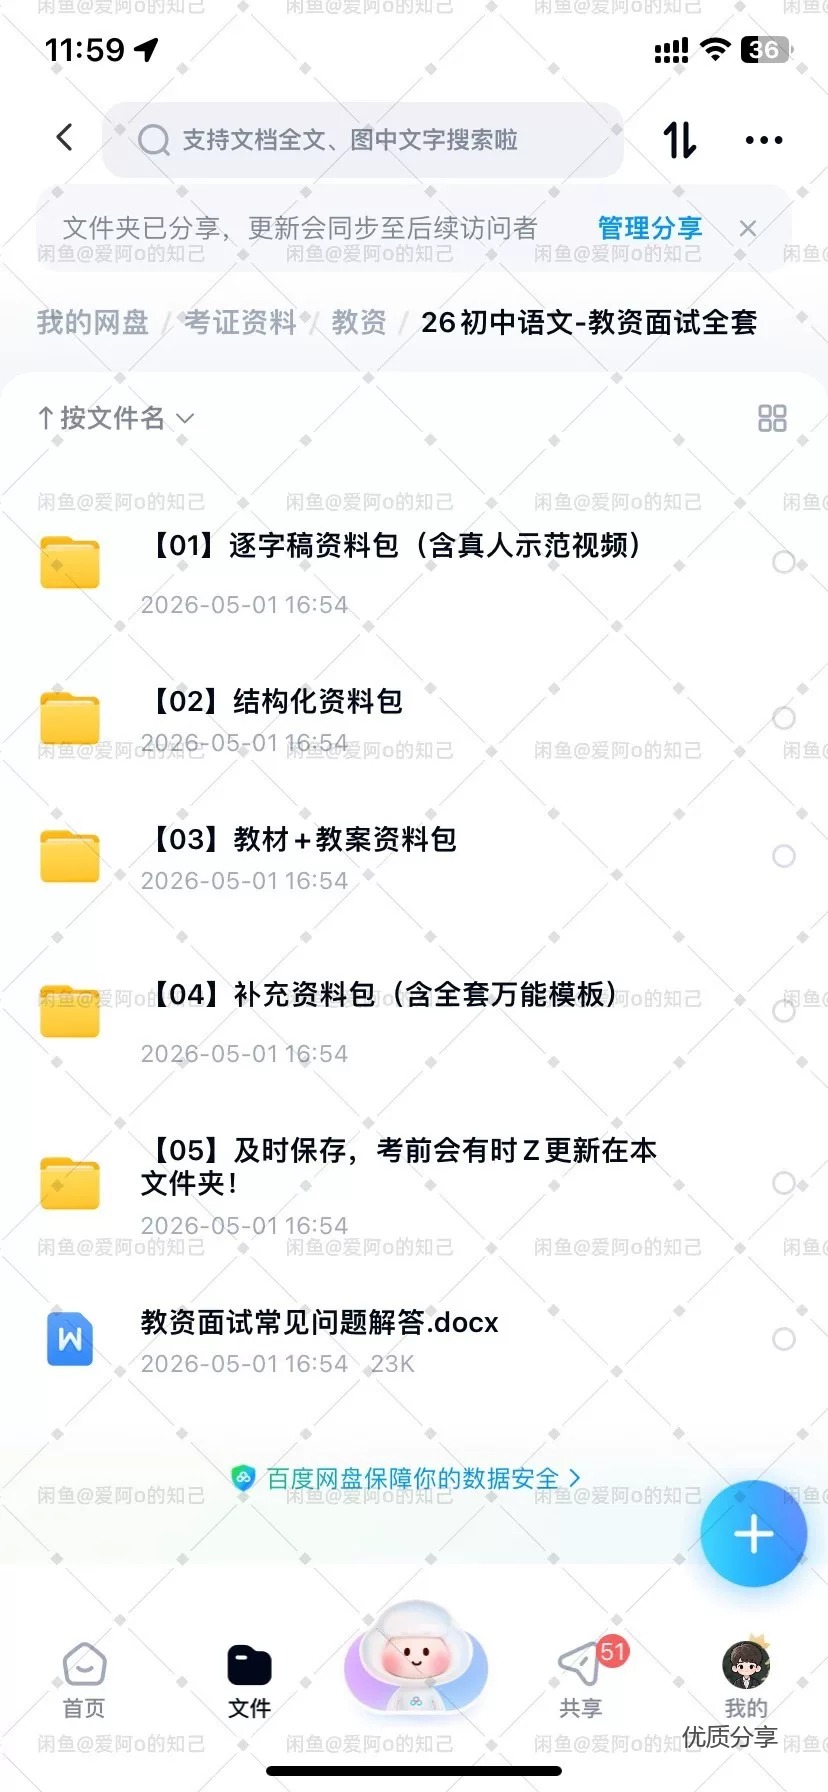 11:59
36
支持文档全文、图中文字搜索啦
文件夹已分享，更新会同步至后续访问者 管理分享 ×
我的网盘 / 考证资料 / 教资 / 26初中语文-教资面试全套
↑按文件名
【01】逐字稿资料包（含真人示范视频）
2026-05-01 16:54
【02】结构化资料包
2026-05-01 16:54
【03】教材+教案资料包
2026-05-01 16:54
【04】补充资料包（含全套万能模板）
2026-05-01 16:54
【05】及时保存，考前会有时Z更新在本
文件夹！
2026-05-01 16:54
W
教资面试常见问题解答.docx
2026-05-01 16:54 23K
百度网盘保障你的数据安全
51
首页 文件 共享 我的
优质分享
闲鱼@爱阿o的知己